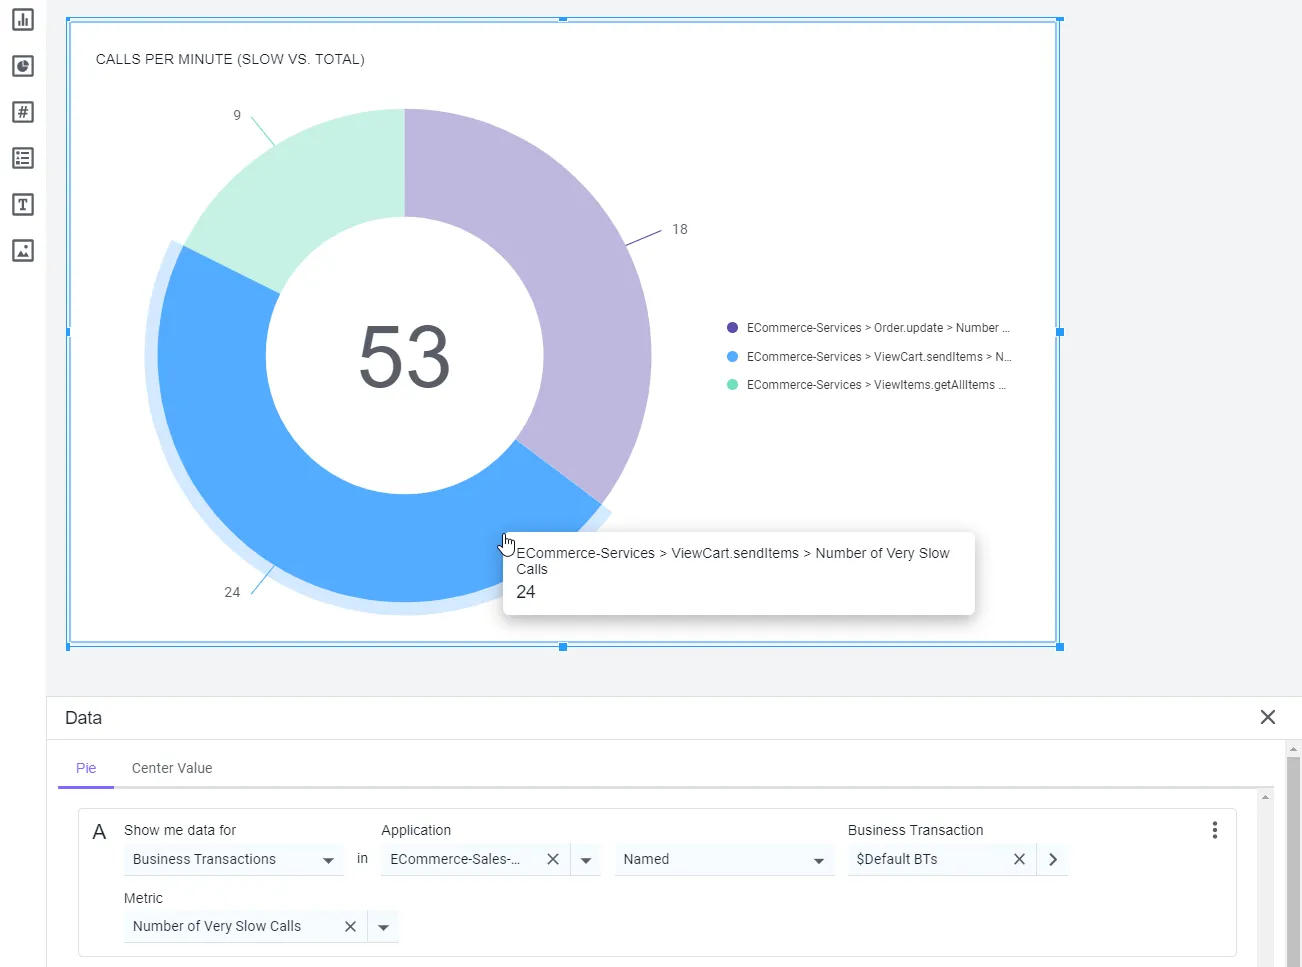 CALLS PER MINUTE (SLOW VS. TOTAL)
9
18
53
ECommerce-Services > Order.update > Number ...
ECommerce-Services > ViewCart.sendItems > N...
ECommerce-Services > ViewItems.getAllItems ...
ECommerce-Services > ViewCart.sendItems > Number of Very Slow
Calls
24
24
Data
Pie Center Value
A Show me data for Application Business Transaction
Business Transactions in ECommerce-Sales-... Named $Default BTs
Metric
Number of Very Slow Calls